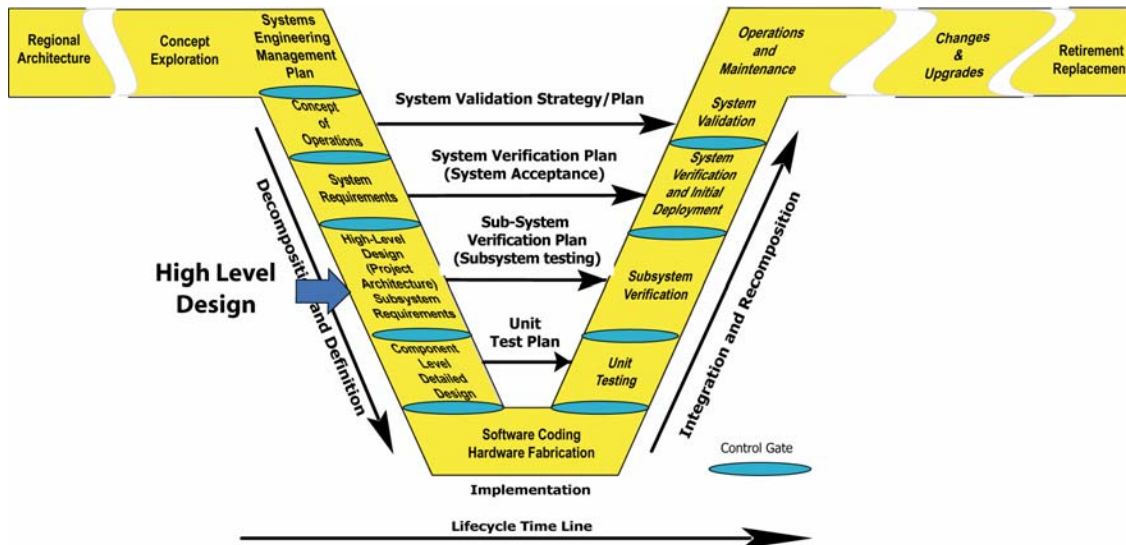 Regional
Architecture
Concept
Exploration
Systems
Engineering
Management
Plan
Concept
of
Operations
System
Requirements
High-Level
Design
(Project
Architecture)
Subsystem
Requirements
Component
Level
Detailed
Design
High Level
Design
Decomposition and Definition
System Validation Strategy/Plan
System Verification Plan
(System Acceptance)
Sub-System
Verification Plan
(Subsystem testing)
Unit
Test Plan
Software Coding
Hardware Fabrication
Implementation
Unit
Testing
Subsystem
Verification
System
Verification
and Initial
Deployment
System
Validation
Operations
and
Maintenance
Changes
&
Upgrades
Retirement
Replacement
Integration and Recomposition
Control Gate
Lifecycle Time Line